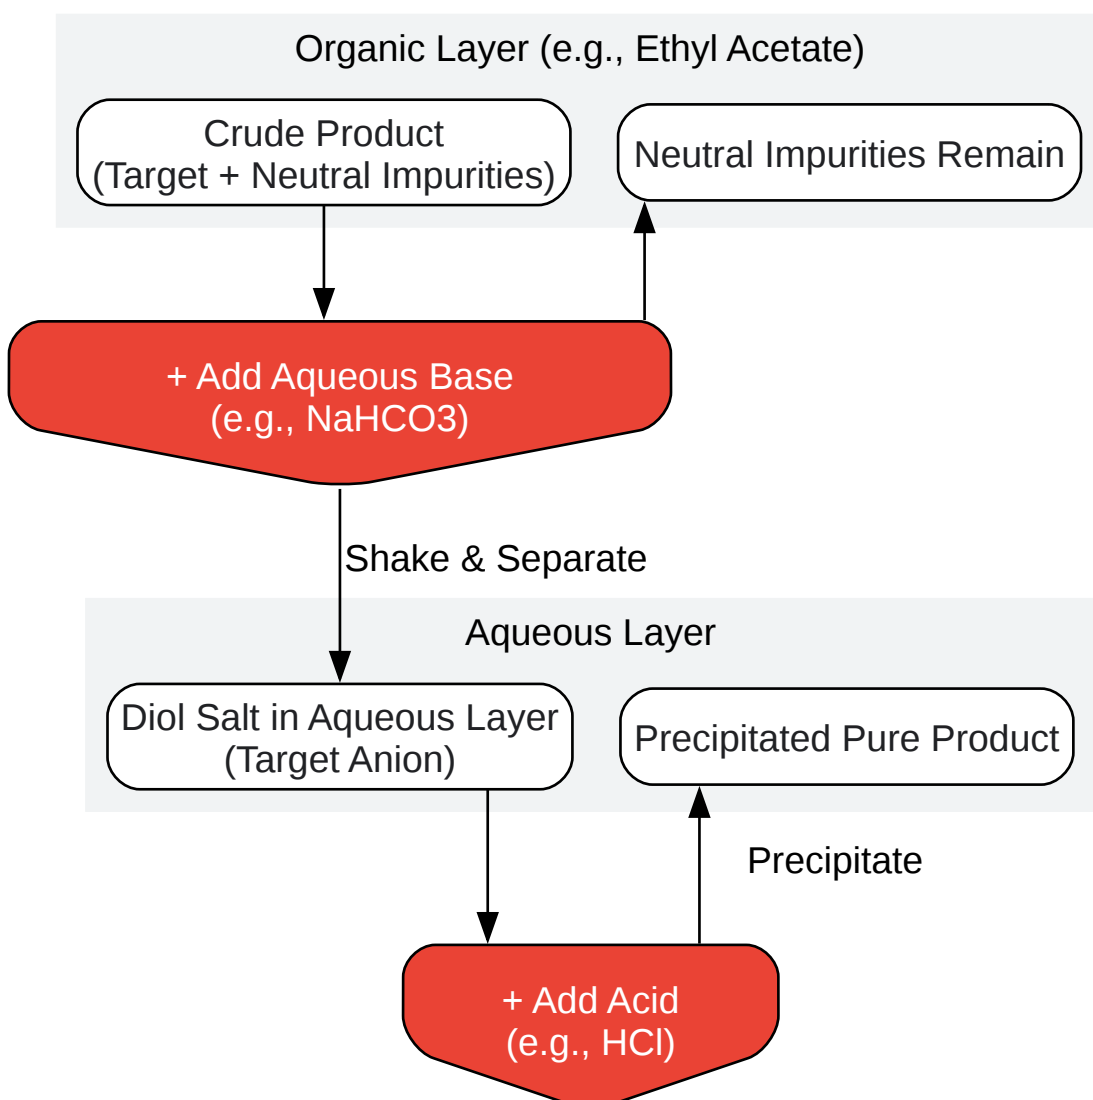 Organic Layer (e.g., Ethyl Acetate)
Crude Product
(Target + Neutral Impurities)
Neutral Impurities Remain
+ Add Aqueous Base
(e.g., NaHCO3)
Shake & Separate
Aqueous Layer
Diol Salt in Aqueous Layer
(Target Anion)
Precipitated Pure Product
Precipitate
+ Add Acid
(e.g., HCl)